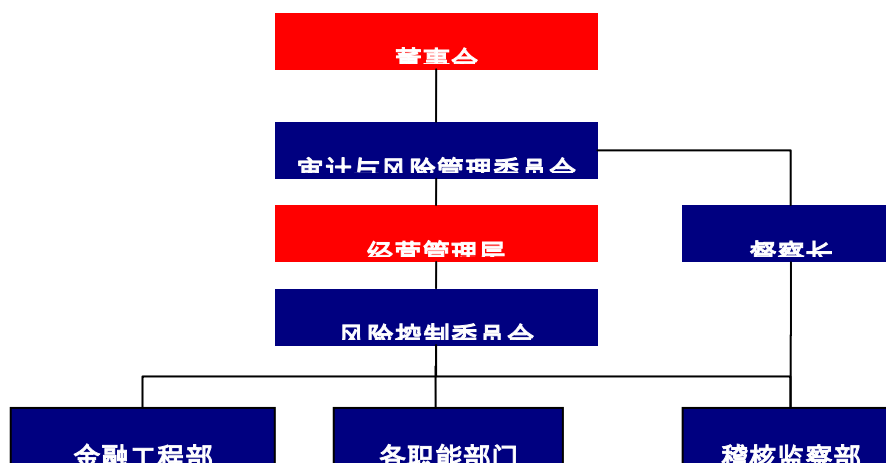 董事会
审计与风险管理委员会
经营管理层
督察长
风险控制委员会
金融工程部
各职能部门
稽核监察部